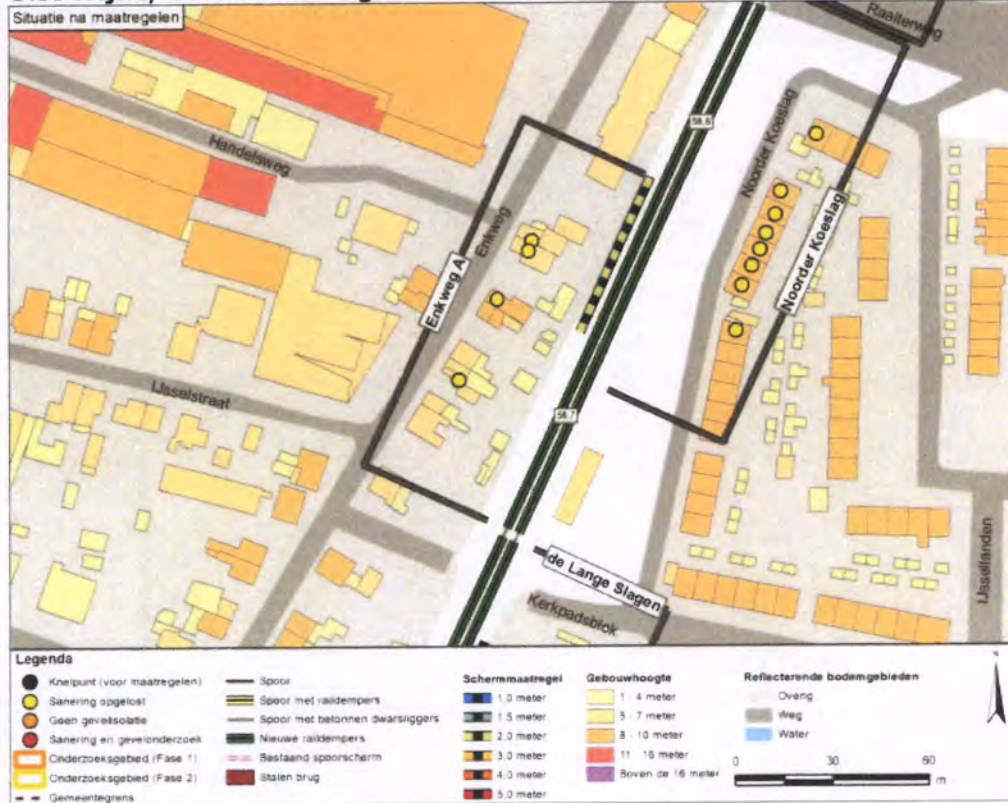 Situatie na maatregelen
Raalterweg
58.6
Handelsweg
Noorder Koeslag
Enkweg
Enkweg A
Noorder Koeslag
IJsselstraat
58.7
de Lange Slagen
Kerkpadsblok
IJssellanden
Legenda
Knelpunt (voor maatregelen)
Sanering opgelost
Geen gevelisolatie
Sanering en gevelonderzoek
Onderzoeksgebied (Fase 1)
Onderzoeksgebied (Fase 2)
Gemeentegrens
Spoor
Spoor met raildempers
Spoor met betonnen dwarsliggers
Nieuwe raildempers
Bestaand spoorscherm
Stalen brug
Schermmaatregel
1,0 meter
1,5 meter
2,0 meter
3,0 meter
4,0 meter
5,0 meter
Gebouwhoogte
1 - 4 meter
5 - 7 meter
8 - 10 meter
11 - 16 meter
Boven de 16 meter
Reflecterende bodemgebieden
Overig
Weg
Water
N
0 30 60
m